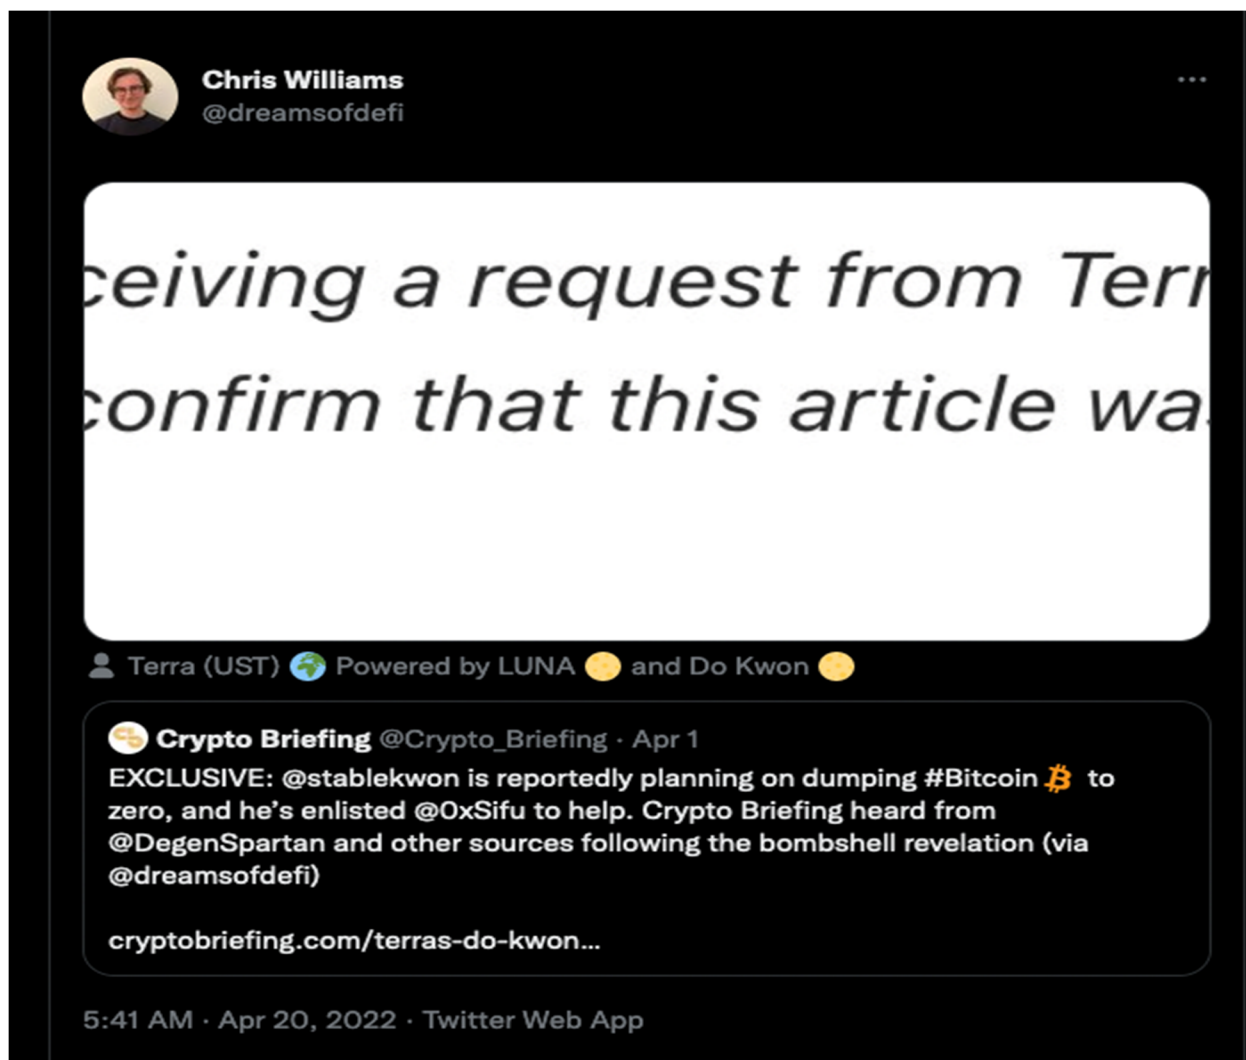 Chris Williams
@dreamsofdefi
ceiving a request from Terr
confirm that this article wa
Terra (UST) 🌍 Powered by LUNA 🌕 and Do Kwon 🌕
Crypto Briefing @Crypto_Briefing · Apr 1
EXCLUSIVE: @stablekwon is reportedly planning on dumping #Bitcoin ₿ to
zero, and he’s enlisted @0xSifu to help. Crypto Briefing heard from
@DegenSpartan and other sources following the bombshell revelation (via
@dreamsofdefi)
cryptobriefing.com/terras-do-kwon...
5:41 AM · Apr 20, 2022 · Twitter Web App